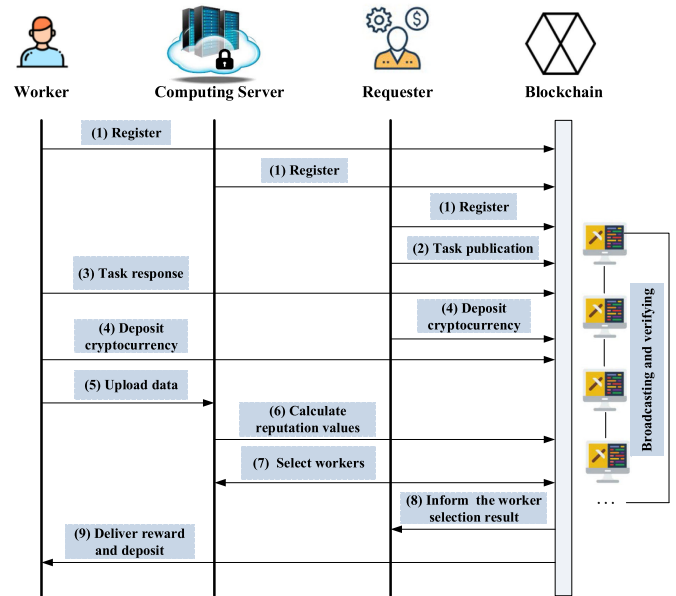 Worker
Computing Server
Requester
Blockchain
(1) Register
(1) Register
(1) Register
(2) Task publication
(3) Task response
(4) Deposit
cryptocurrency
(4) Deposit
cryptocurrency
(5) Upload data
(6) Calculate
reputation values
(7) Select workers
(8) Inform the worker
selection result
(9) Deliver reward
and deposit
Broadcasting and verifying
...